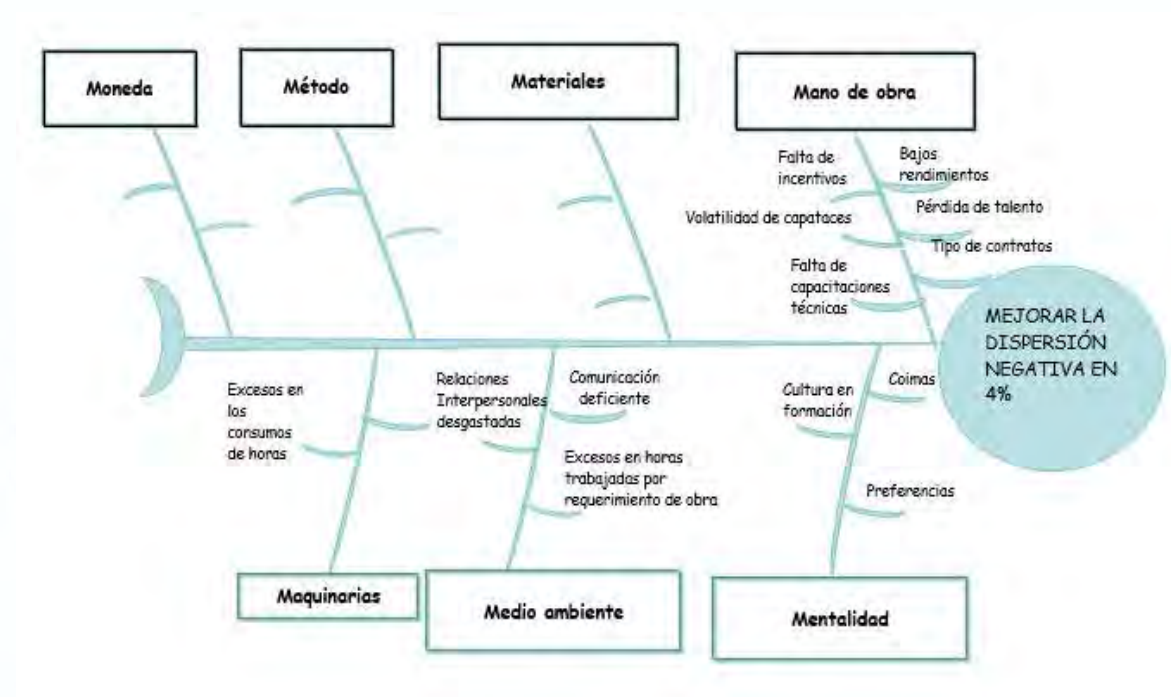 Moneda
Método
Materiales
Mano de obra
Falta de
incentivos
Bajos
rendimientos
Volatilidad de capataces
Pérdida de talento
Tipo de contratos
Falta de
capacitaciones
técnicas
MEJORAR LA
DISPERSIÓN
NEGATIVA EN
4%
Excesos en
los
consumos
de horas
Relaciones
Interpersonales
desgastadas
Comunicación
deficiente
Excesos en horas
trabajadas por
requerimiento de obra
Cultura en
formación
Coimas
Preferencias
Maquinarias
Medio ambiente
Mentalidad